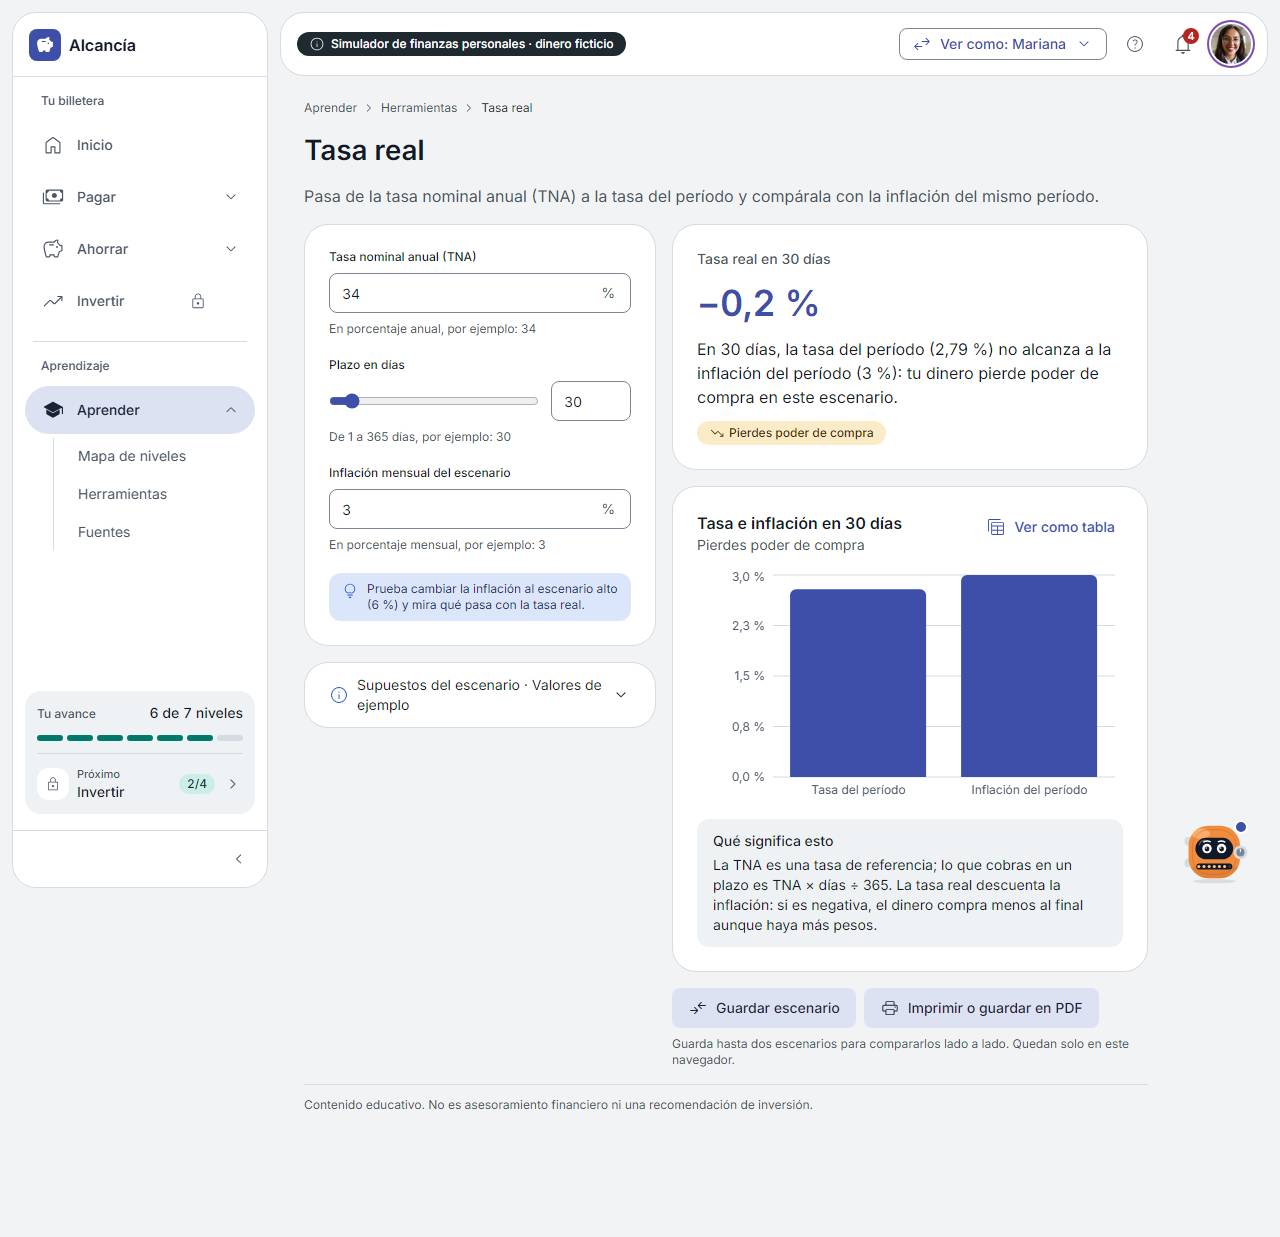 Alcancía
Simulador de finanzas personales · dinero ficticio
Ver como: Mariana
4
Tu billetera
Inicio
Pagar
Ahorrar
Invertir
Aprendizaje
Aprender
Mapa de niveles
Herramientas
Fuentes
Tu avance
6 de 7 niveles
Próximo
Invertir
2/4
Aprender
Herramientas
Tasa real
Tasa real
Pasa de la tasa nominal anual (TNA) a la tasa del período y compárala con la inflación del mismo período.
Tasa nominal anual (TNA)
34
%
En porcentaje anual, por ejemplo: 34
Plazo en días
30
De 1 a 365 días, por ejemplo: 30
Inflación mensual del escenario
3
%
En porcentaje mensual, por ejemplo: 3
Prueba cambiar la inflación al escenario alto
(6 %) y mira qué pasa con la tasa real.
Supuestos del escenario · Valores de
ejemplo
Tasa real en 30 días
−0,2 %
En 30 días, la tasa del período (2,79 %) no alcanza a la
inflación del período (3 %): tu dinero pierde poder de
compra en este escenario.
Pierdes poder de compra
Tasa e inflación en 30 días
Pierdes poder de compra
Ver como tabla
3,0 %
2,3 %
1,5 %
0,8 %
0,0 %
Tasa del período
Inflación del período
Qué significa esto
La TNA es una tasa de referencia; lo que cobras en un
plazo es TNA × días ÷ 365. La tasa real descuenta la
inflación: si es negativa, el dinero compra menos al final
aunque haya más pesos.
Guardar escenario
Imprimir o guardar en PDF
Guarda hasta dos escenarios para compararlos lado a lado. Quedan solo en este
navegador.
Contenido educativo. No es asesoramiento financiero ni una recomendación de inversión.